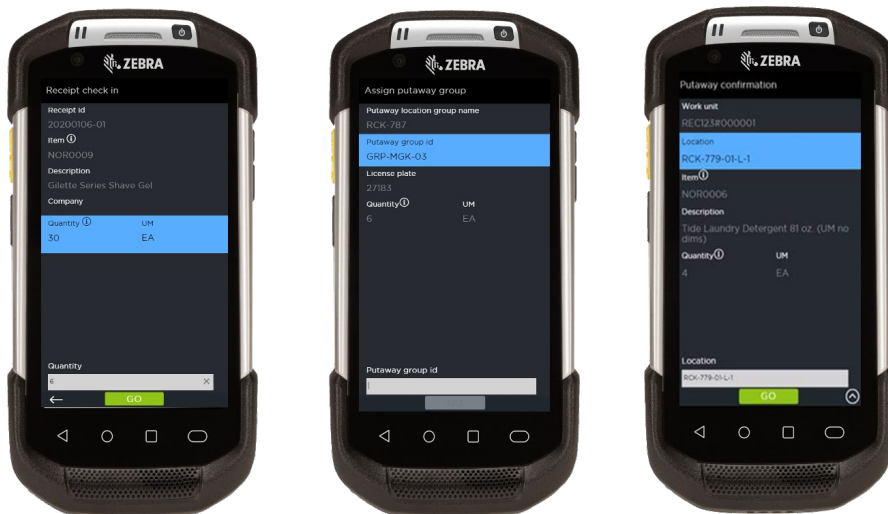 ZEBRA
Receipt check in
Receipt id
20200106-01
Item
NOR0009
Description
Gilette Series Shave Gel
Company
Quantity UM
30 EA
Quantity
6
GO
ZEBRA
Assign putaway group
Putaway location group name
RCK-787
Putaway group id
GRP-MGK-03
License plate
27183
Quantity UM
6 EA
Putaway group id
ZEBRA
Putaway confirmation
Work unit
REC123#000001
Location
RCK-779-01-L-1
Item
NOR0006
Description
Tide Laundry Detergent 81 oz. (UM no
dims)
Quantity UM
4 EA
Location
RCK-779-01-L-1
GO